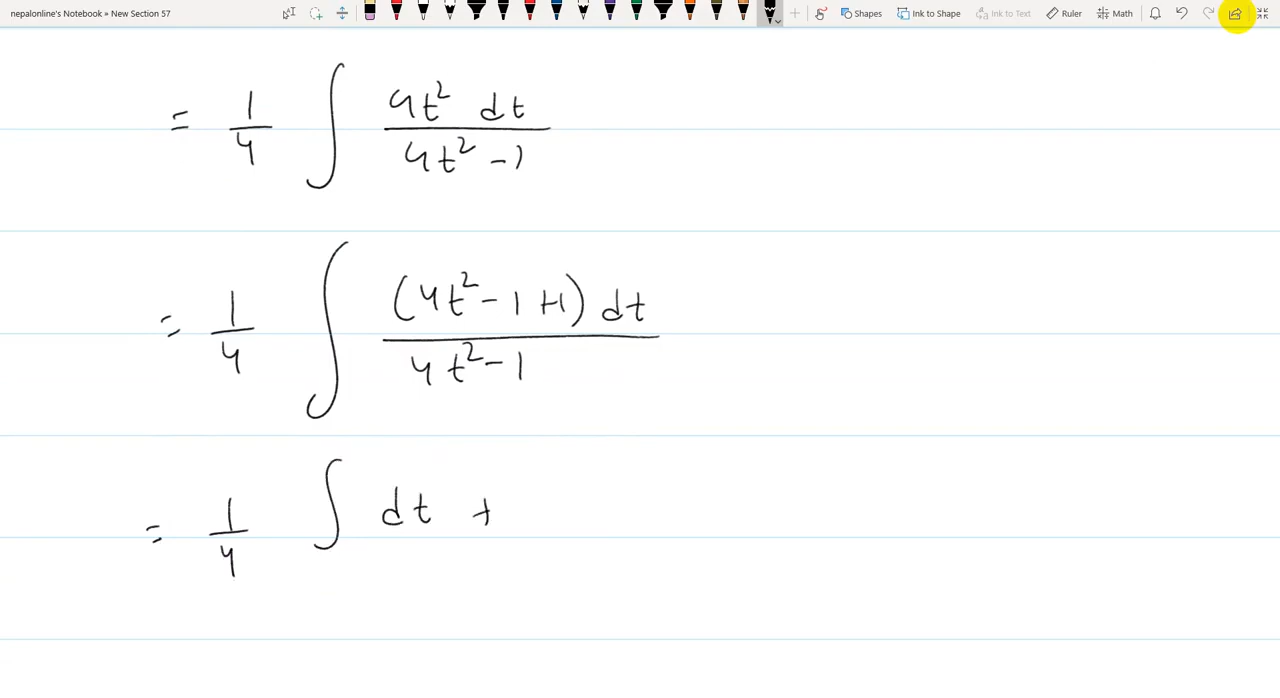 nepalonline's Notebook » New Section 57 Shapes Ink to Shape Ink to Text Ruler Math
= 1/4 ∫ 4t² dt / 4t² - 1
= 1/4 ∫ (4t² - 1 + 1) dt / 4t² - 1
= 1/4 ∫ dt +